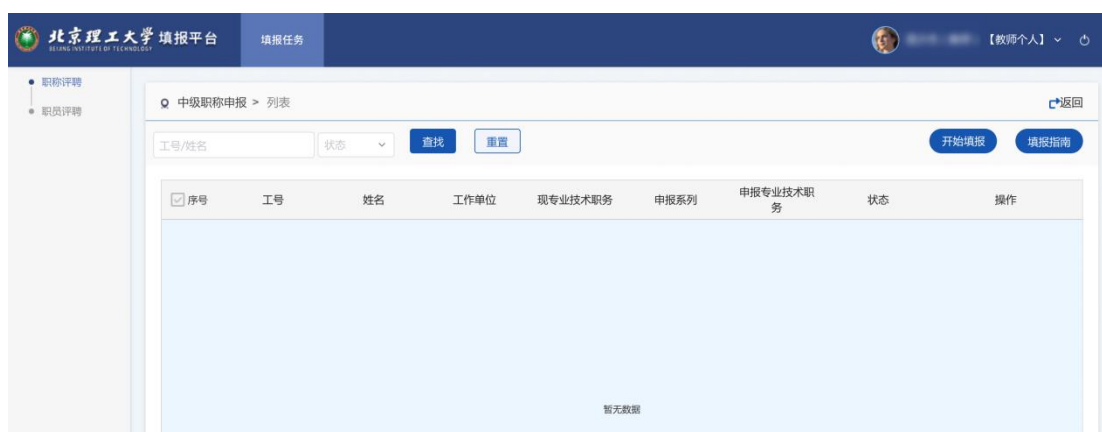 北京理工大学 填报平台
BEIJING INSTITUTE OF TECHNOLOGY
填报任务
【教师个人】
职称评聘
职员评聘
中级职称申报 > 列表
返回
工号/姓名
状态
查找
重置
开始填报
填报指南
序号 工号 姓名 工作单位 现专业技术职务 申报系列 申报专业技术职
务 状态 操作
暂无数据